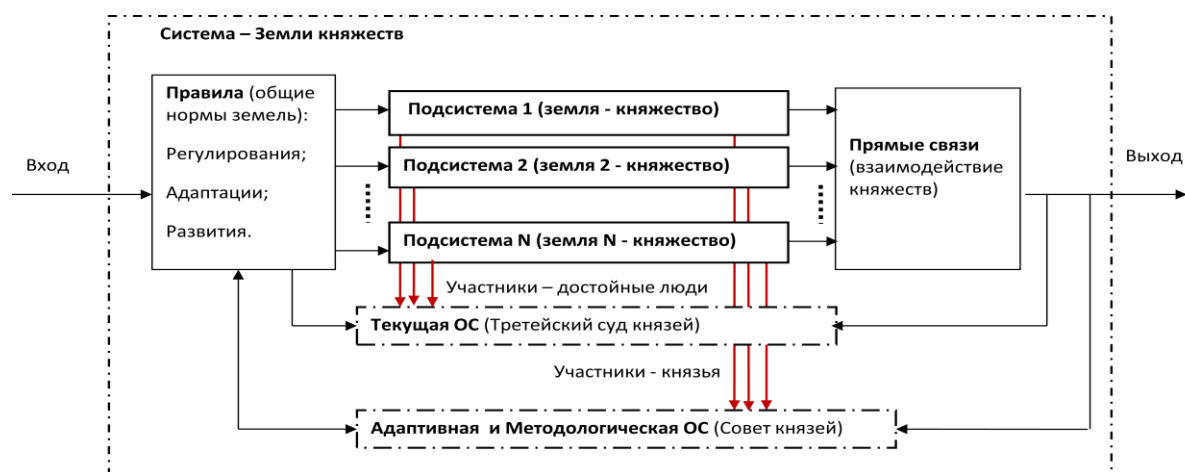 Система – Земли княжеств
Правила (общие
нормы земель):
Регулирования;
Адаптации;
Развития.
Вход
Подсистема 1 (земля - княжество)
Подсистема 2 (земля 2 - княжество)
Подсистема N (земля N - княжество)
Прямые связи
(взаимодействие
княжеств)
Выход
Участники – достойные люди
Текущая ОС (Третейский суд князей)
Участники - князья
Адаптивная и Методологическая ОС (Совет князей)